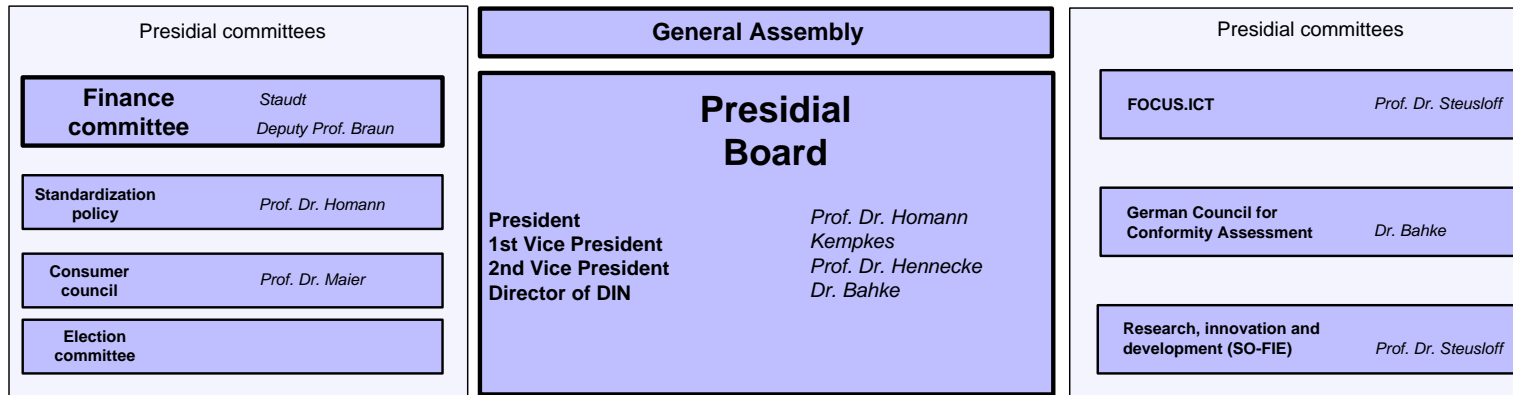 Presidial committees
Finance committee
Staudt
Deputy Prof. Braun
Standardization policy
Prof. Dr. Homann
Consumer council
Prof. Dr. Maier
Election committee
General Assembly
Presidial
Board
President Prof. Dr. Homann
1st Vice President Kempkes
2nd Vice President Prof. Dr. Hennecke
Director of DIN Dr. Bahke
Presidial committees
FOCUS.ICT Prof. Dr. Steusloff
German Council for
Conformity Assessment Dr. Bahke
Research, innovation and
development (SO-FIE) Prof. Dr. Steusloff